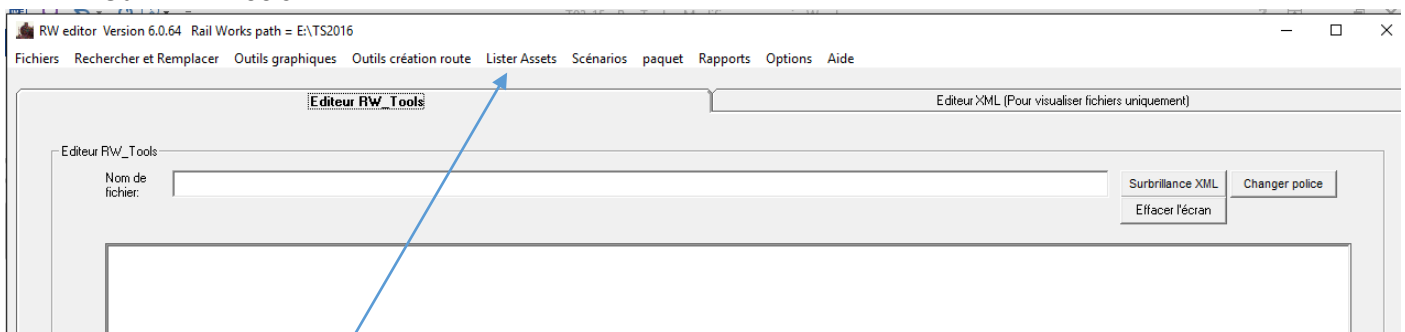 RW editor Version 6.0.64 Rail Works path = E:\TS2016
Fichiers Rechercher et Remplacer Outils graphiques Outils création route Lister Assets Scénarios paquet Rapports Options Aide
Editeur RW_Tools Editeur XML (Pour visualiser fichiers uniquement)
Editeur RW_Tools
Nom de
fichier:
Surbrillance XML Changer police
Effacer l'écran